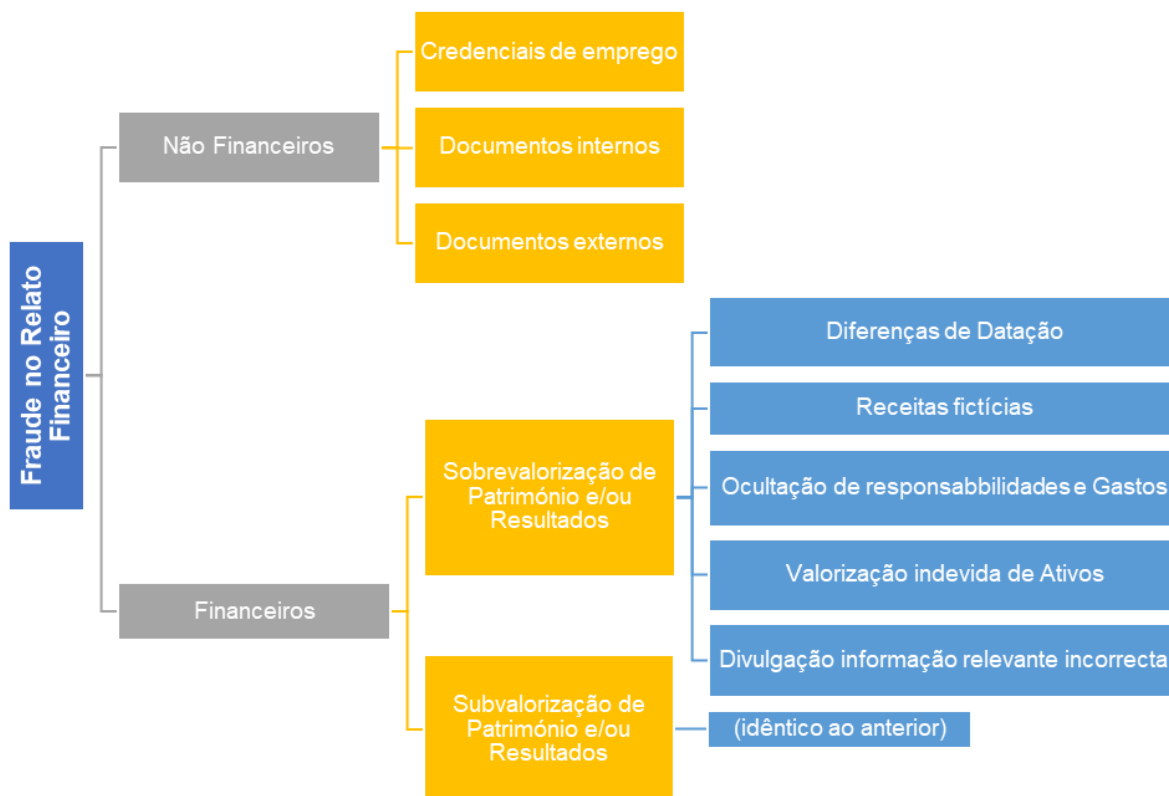 Fraude no Relato
Financeiro
Não Financeiros
Credenciais de emprego
Documentos internos
Documentos externos
Financeiros
Sobrevalorização de
Património e/ou
Resultados
Diferenças de Datação
Receitas fictícias
Ocultação de responsabbilidades e Gastos
Valorização indevida de Ativos
Divulgação informação relevante incorrecta
Subvalorização de
Património e/ou
Resultados
(idêntico ao anterior)